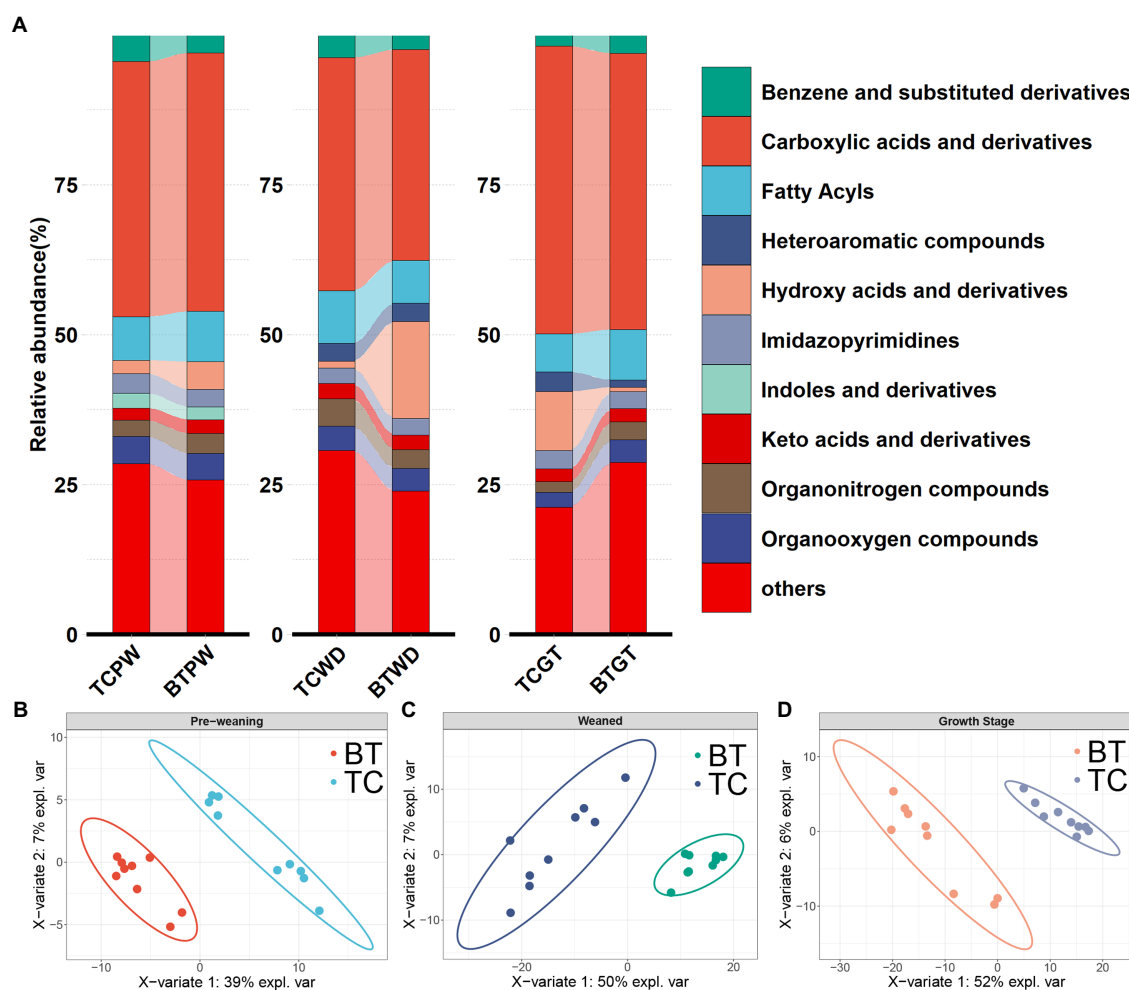 A
Relative abundance(%)
75
50
25
0
75
50
25
0
75
50
25
0
TCPW
BTPW
TCWD
BTWD
TCGT
BTGT
Benzene and substituted derivatives
Carboxylic acids and derivatives
Fatty Acyls
Heteroaromatic compounds
Hydroxy acids and derivatives
Imidazopyrimidines
Indoles and derivatives
Keto acids and derivatives
Organonitrogen compounds
Organooxygen compounds
others
B
Pre−weaning
X−variate 2: 7% expl. var
10
5
0
−5
BT
TC
−10
0
10
X−variate 1: 39% expl. var
C
Weaned
X−variate 2: 7% expl. var
10
0
−10
BT
TC
−20
0
20
X−variate 1: 50% expl. var
D
Growth Stage
X−variate 2: 6% expl. var
10
0
−10
BT
TC
−30
−20
−10
0
10
20
X−variate 1: 52% expl. var